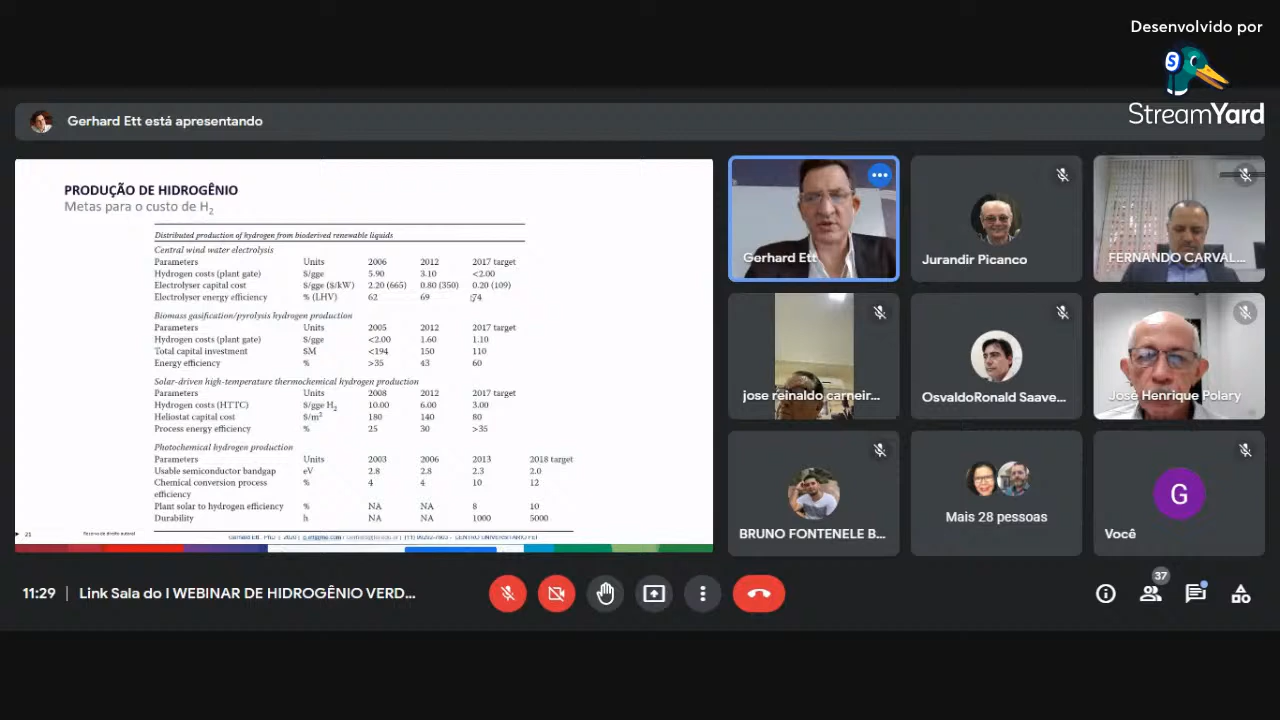 Desenvolvido por
S
StreamYard
Gerhard Ett está apresentando
PRODUÇÃO DE HIDROGÊNIO
Metas para o custo de H2
Distributed production of hydrogen from bioderived renewable liquids
Central wind water electrolysis
Parameters Units 2006 2012 2017 target
Hydrogen costs (plant gate) $/gge 5.90 3.10 <2.00
Electrolyser capital cost $/gge ($/kW) 2.20 (665) 0.80 (350) 0.20 (109)
Electrolyser energy efficiency % (LHV) 62 69 74
Biomass gasification/pyrolysis hydrogen production
Parameters Units 2005 2012 2017 target
Hydrogen costs (plant gate) $/gge <2.00 1.60 1.10
Total capital investment $M <194 150 110
Energy efficiency % >35 43 60
Solar-driven high-temperature thermochemical hydrogen production
Parameters Units 2008 2012 2017 target
Hydrogen costs (HTTC) $/gge H2 10.00 6.00 3.00
Heliostat capital cost $/m2 180 140 80
Process energy efficiency % 25 30 >35
Photochemical hydrogen production
Parameters Units 2003 2006 2013 2018 target
Usable semiconductor bandgap eV 2.8 2.8 2.3 2.0
Chemical conversion process % 4 4 10 12
efficiency
Plant solar to hydrogen efficiency % NA NA 8 10
Durability h NA NA 1000 5000
21
Gerhard Ett
Jurandir Picanco
FERNANDO CARVAL...
jose reinaldo carneir...
OsvaldoRonald Saave...
José Henrique Polary
BRUNO FONTENELE B...
Mais 28 pessoas
G
Você
11:29 | Link Sala do I WEBINAR DE HIDROGÊNIO VERD...
37